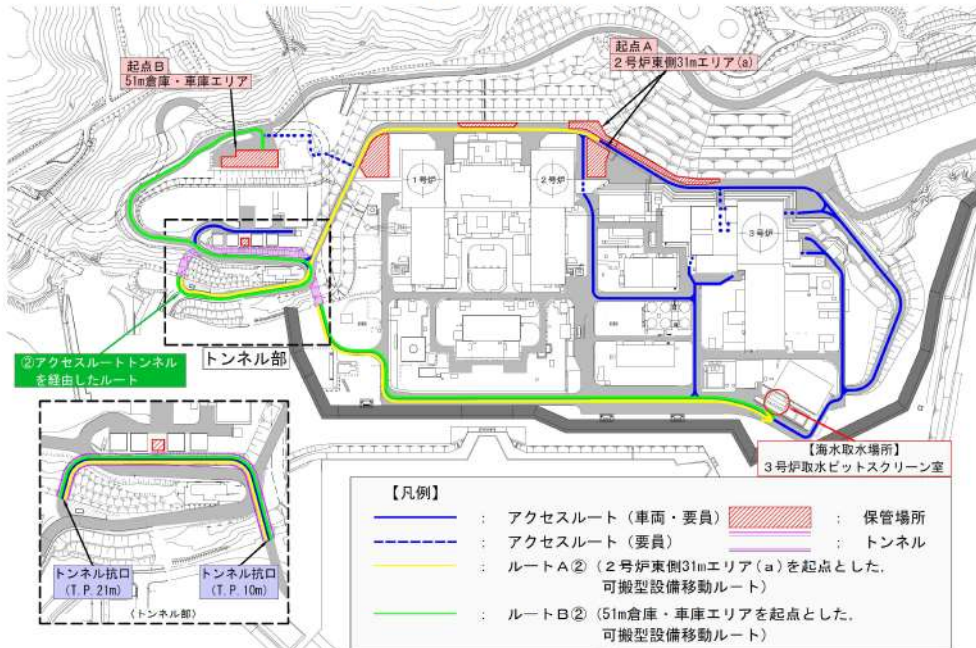 起点B
51m倉庫・車庫エリア
起点A
2号炉東側31mエリア(a)
1号炉
2号炉
3号炉
②アクセスルートトンネル
を経由したルート
トンネル部
【海水取水場所】
3号炉取水ピットスクリーン室
トンネル抗口
(T.P.21m)
トンネル抗口
(T.P.10m)
(トンネル部)
【凡例】
: アクセスルート(車両・要員)
: 保管場所
: アクセスルート(要員)
: トンネル
: ルートA② (2号炉東側31mエリア(a)を起点とした、
可搬型設備移動ルート)
: ルートB② (51m倉庫・車庫エリアを起点とした、
可搬型設備移動ルート)